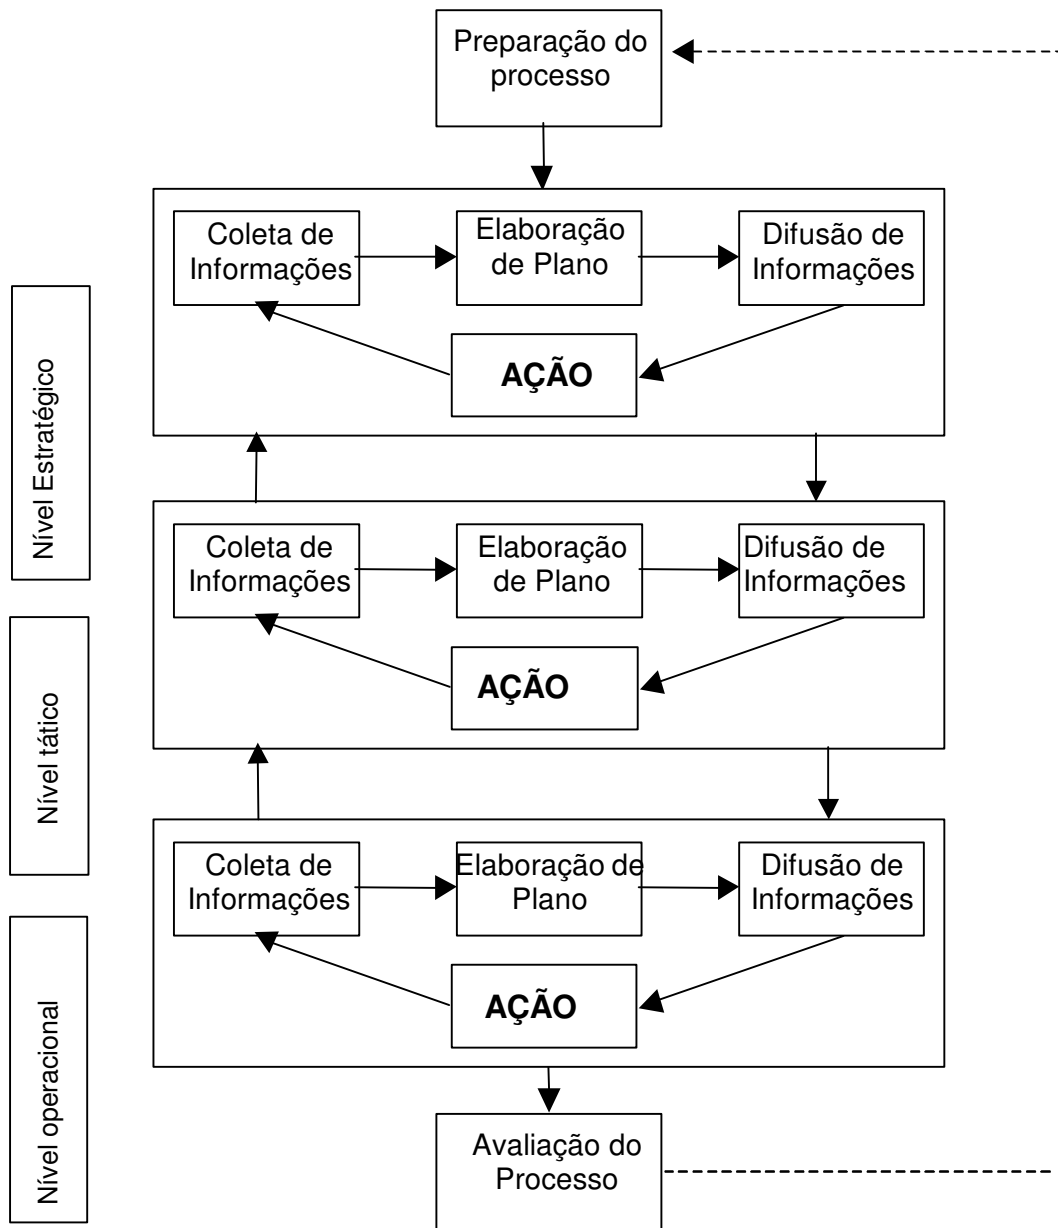 Preparação do
processo
Coleta de
Informações
Elaboração
de Plano
Difusão de
Informações
AÇÃO
Nível Estratégico
Coleta de
Informações
Elaboração
de Plano
Difusão de
Informações
AÇÃO
Nível tático
Coleta de
Informações
Elaboração de
Plano
Difusão de
Informações
AÇÃO
Nível operacional
Avaliação do
Processo